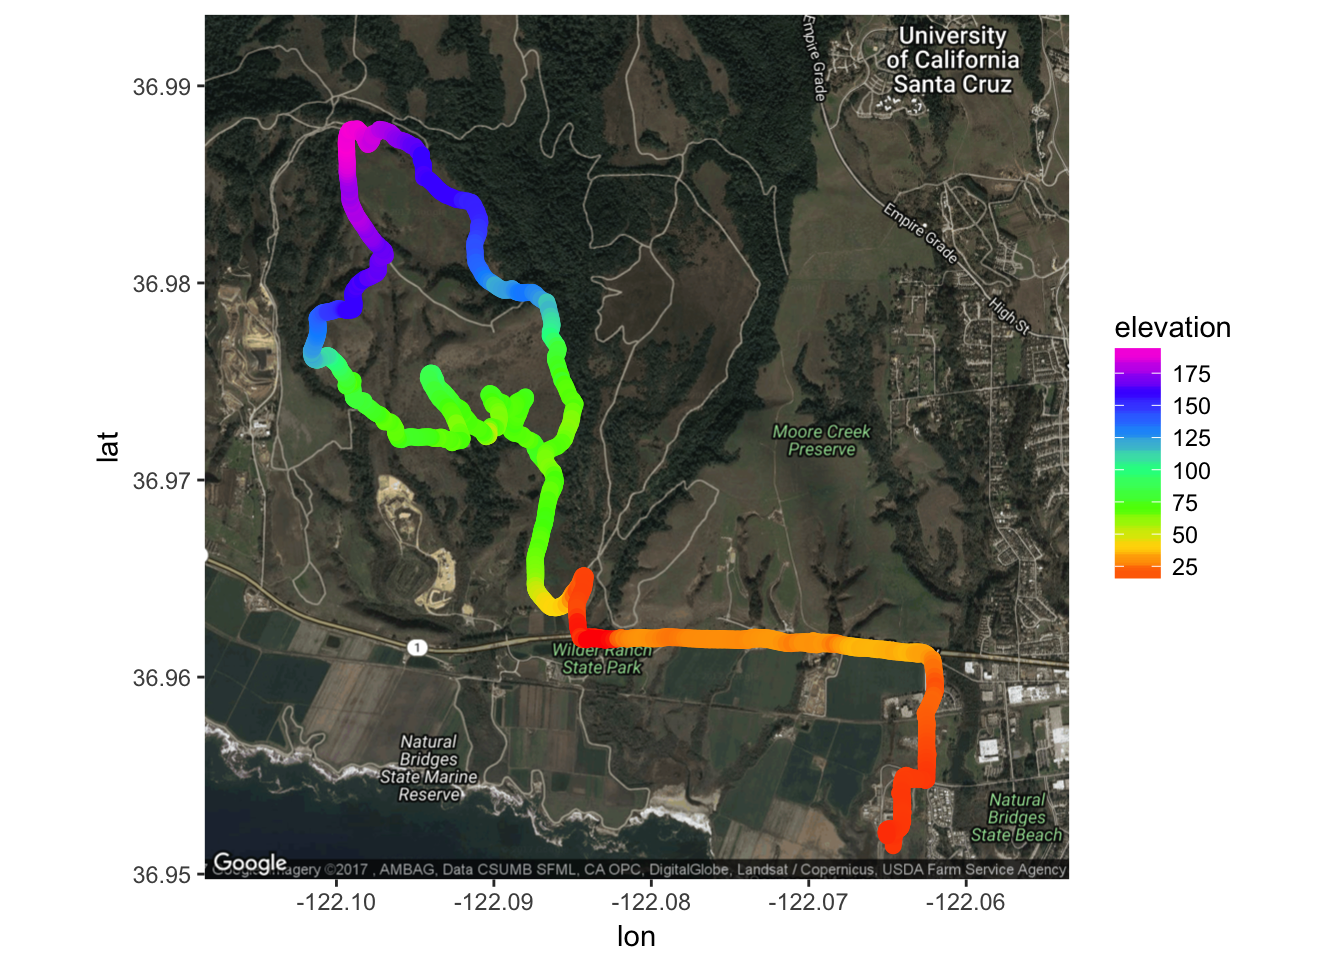 Empire Grade
University
of California
Santa Cruz
36.99
Empire Grade
36.98
High St
elevation
175
150
125
100
75
50
25
lat
Moore Creek
Preserve
36.97
1
Wilder Ranch
State Park
36.96
Natural
Bridges
State Marine
Reserve
Natural
Bridges
State Beach
Google
Imagery ©2017 , AMBAG, Data CSUMB SFML, CA OPC, DigitalGlobe, Landsat / Copernicus, USDA Farm Service Agency
36.95
-122.10
-122.09
-122.08
-122.07
-122.06
lon